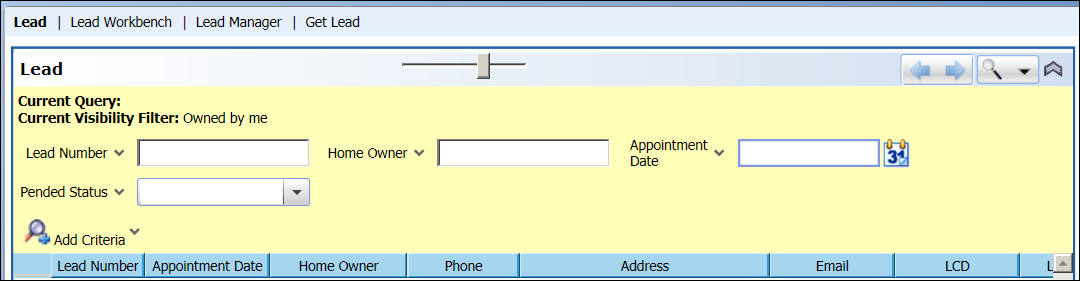 Lead | Lead Workbench | Lead Manager | Get Lead
Lead
Current Query:
Current Visibility Filter: Owned by me
Lead Number Home Owner Appointment Date 31
Pended Status
Add Criteria
Lead Number Appointment Date Home Owner Phone Address Email LCD